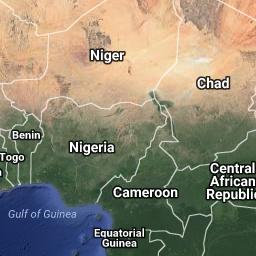 Niger
Chad
Benin
Nigeria
Togo
Central
African
Republic
Cameroon
Gulf of Guinea
Equatorial
Guinea